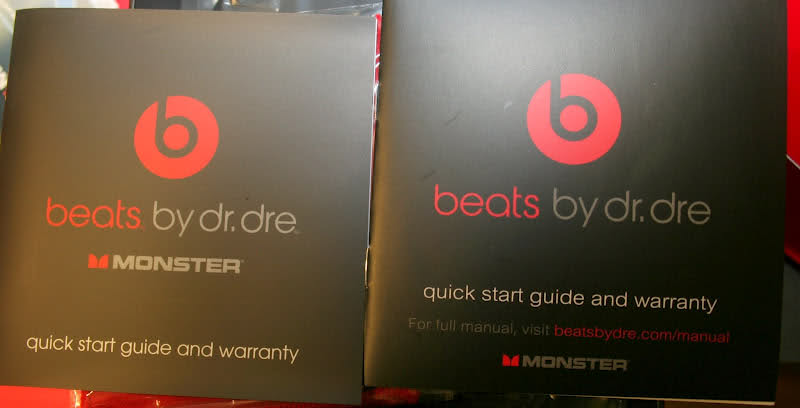 beats by dr. dre
MONSTER
quick start guide and warranty
beats by dr. dre
quick start guide and warranty
For full manual, visit beatsbydre.com/manual
MONSTER